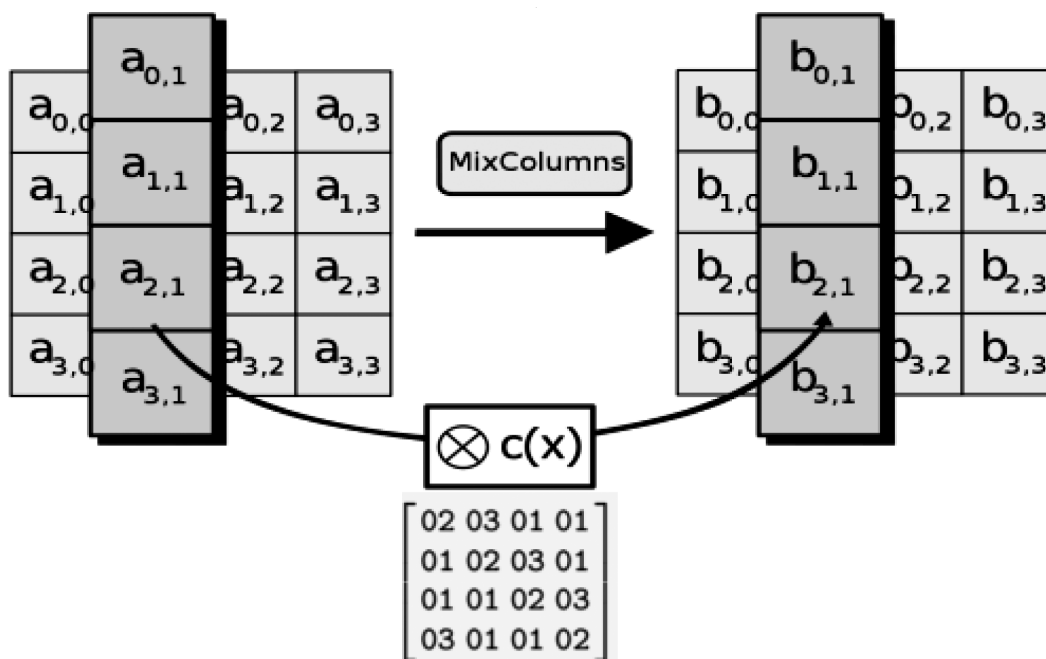 a0,1
a0,0 a0,2 a0,3
a1,1
a1,0 a1,2 a1,3
a2,1
a2,0 a2,2 a2,3
a3,0 a3,2 a3,3
a3,1
MixColumns
b0,1
b0,0 b0,2 b0,3
b1,1
b1,0 b1,2 b1,3
b2,1
b2,0 b2,2 b2,3
b3,0 b3,2 b3,3
b3,1
⊗ c(x)
02 03 01 01
01 02 03 01
01 01 02 03
03 01 01 02